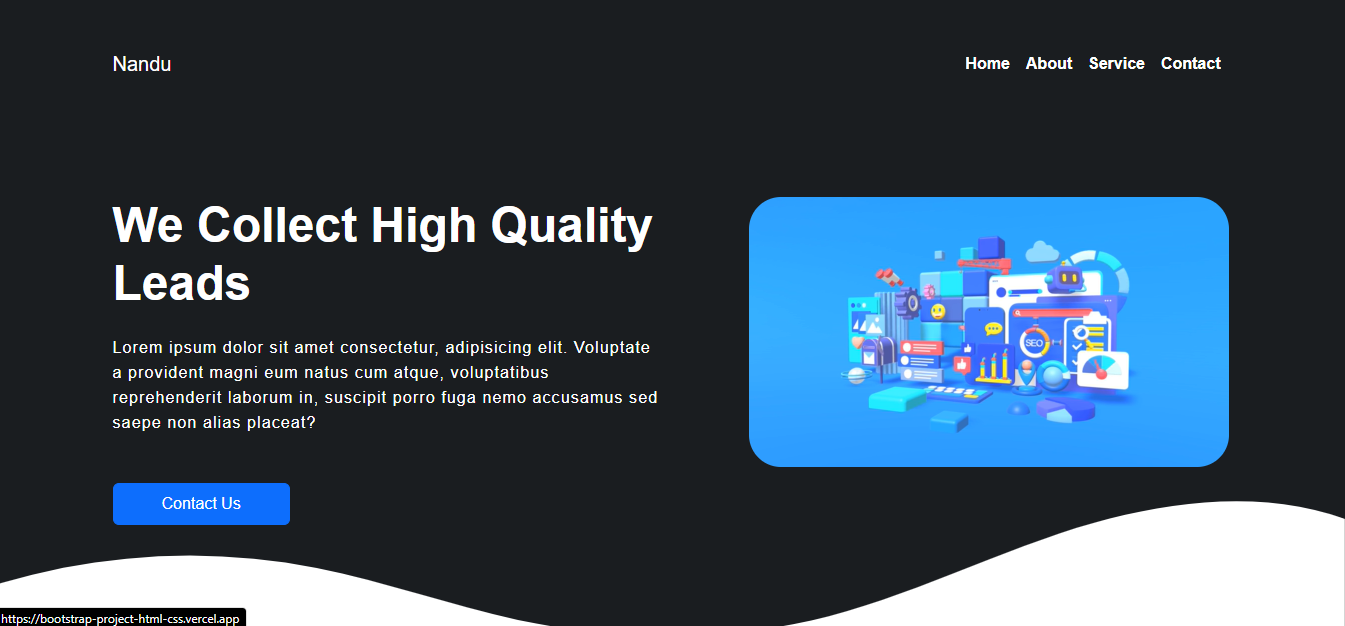 Nandu
Home About Service Contact
We Collect High Quality
Leads
Lorem ipsum dolor sit amet consectetur, adipisicing elit. Voluptate
a provident magni eum natus cum atque, voluptatibus
reprehenderit laborum in, suscipit porro fuga nemo accusamus sed
saepe non alias placeat?
SEO
Contact Us
https://bootstrap-project-html-css.vercel.app